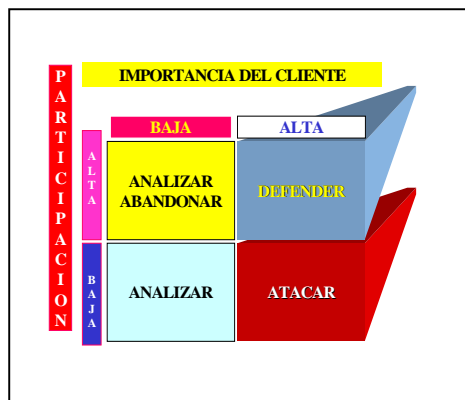 IMPORTANCIA DEL CLIENTE
PARTICIPACION
BAJA
ALTA
ALTA
ANALIZAR
ABANDONAR
DEFENDER
BAJA
ANALIZAR
ATACAR